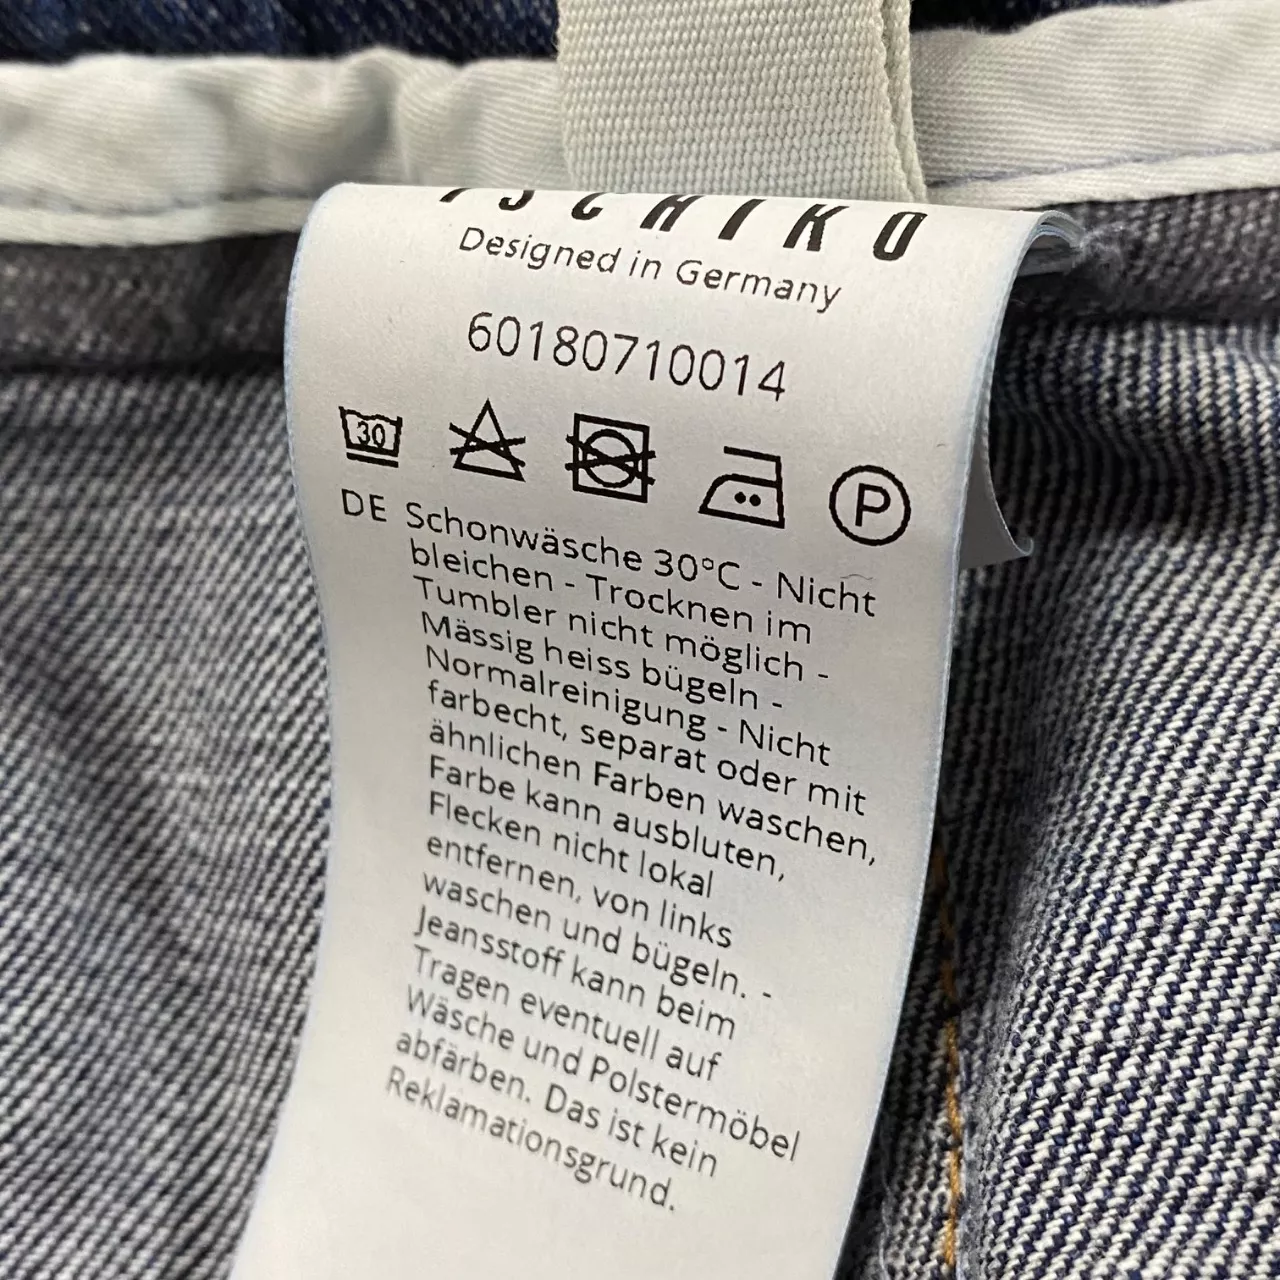 ISCHIKO
Designed in Germany
60180710014
30 P
DE Schonwäsche 30°C - Nicht
bleichen - Trocknen im
Tumbler nicht möglich -
Mässig heiss bügeln -
Normalreinigung - Nicht
farbecht, separat oder mit
ähnlichen Farben waschen,
Farbe kann ausbluten,
Flecken nicht lokal
entfernen, von links
waschen und bügeln. -
Jeansstoff kann beim
Tragen eventuell auf
Wäsche und Polstermöbel
abfärben. Das ist kein
Reklamationsgrund.